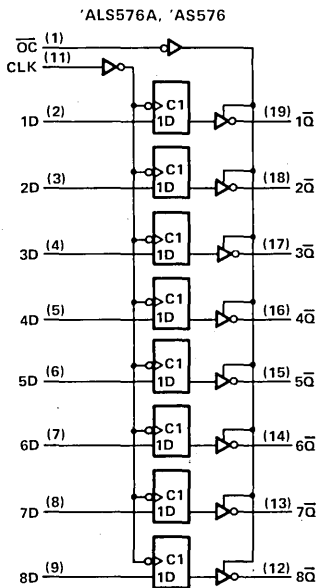 'ALS576A, 'AS576
O̅C̅ (1)
CLK (11)
C1
1D (2) 1D (19) 1Q̅
C1
2D (3) 1D (18) 2Q̅
C1
3D (4) 1D (17) 3Q̅
C1
4D (5) 1D (16) 4Q̅
C1
5D (6) 1D (15) 5Q̅
C1
6D (7) 1D (14) 6Q̅
C1
7D (8) 1D (13) 7Q̅
C1
8D (9) 1D (12) 8Q̅